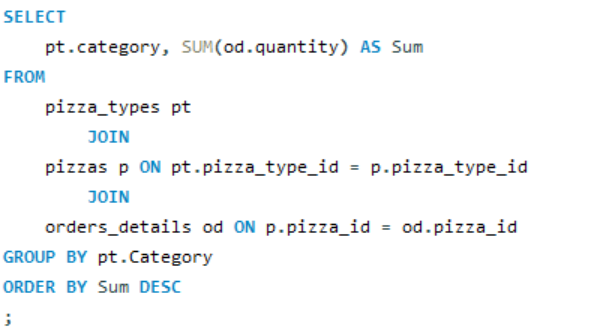 SELECT
pt.category, SUM(od.quantity) AS Sum
FROM
pizza_types pt
JOIN
pizzas p ON pt.pizza_type_id = p.pizza_type_id
JOIN
orders_details od ON p.pizza_id = od.pizza_id
GROUP BY pt.Category
ORDER BY Sum DESC
;